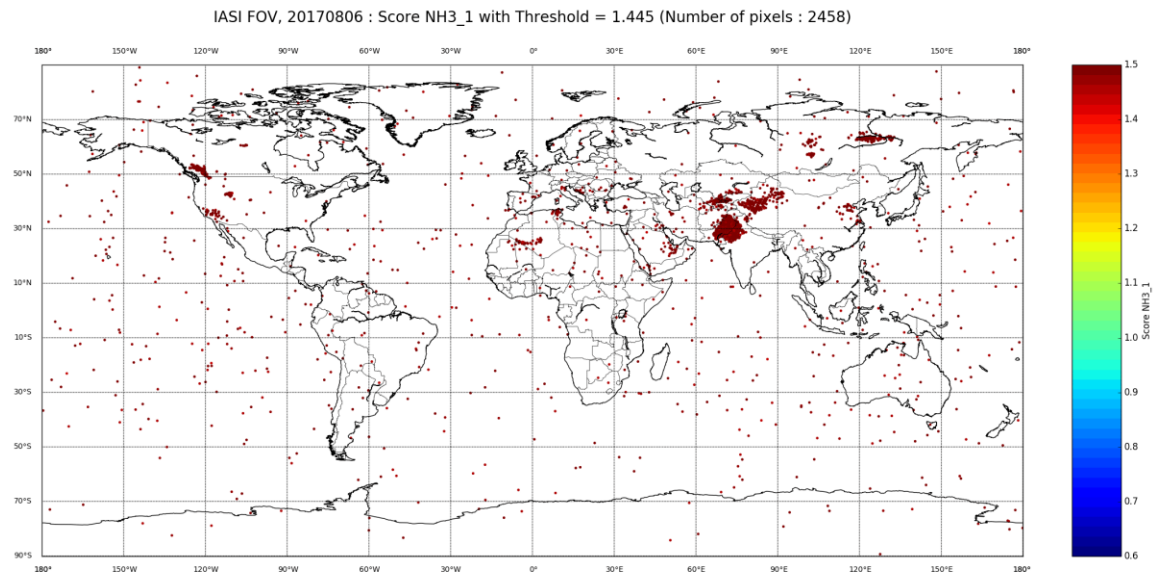 IASI FOV, 20170806 : Score NH3_1 with Threshold = 1.445 (Number of pixels : 2458)
180° 150°W 120°W 90°W 60°W 30°W 0° 30°E 60°E 90°E 120°E 150°E 180°
70°N
50°N
30°N
10°N
10°S
30°S
50°S
70°S
90°S
180° 150°W 120°W 90°W 60°W 30°W 0° 30°E 60°E 90°E 120°E 150°E 180°
1.5
1.4
1.3
1.2
1.1
1.0
0.9
0.8
0.7
0.6
Score NH3_1